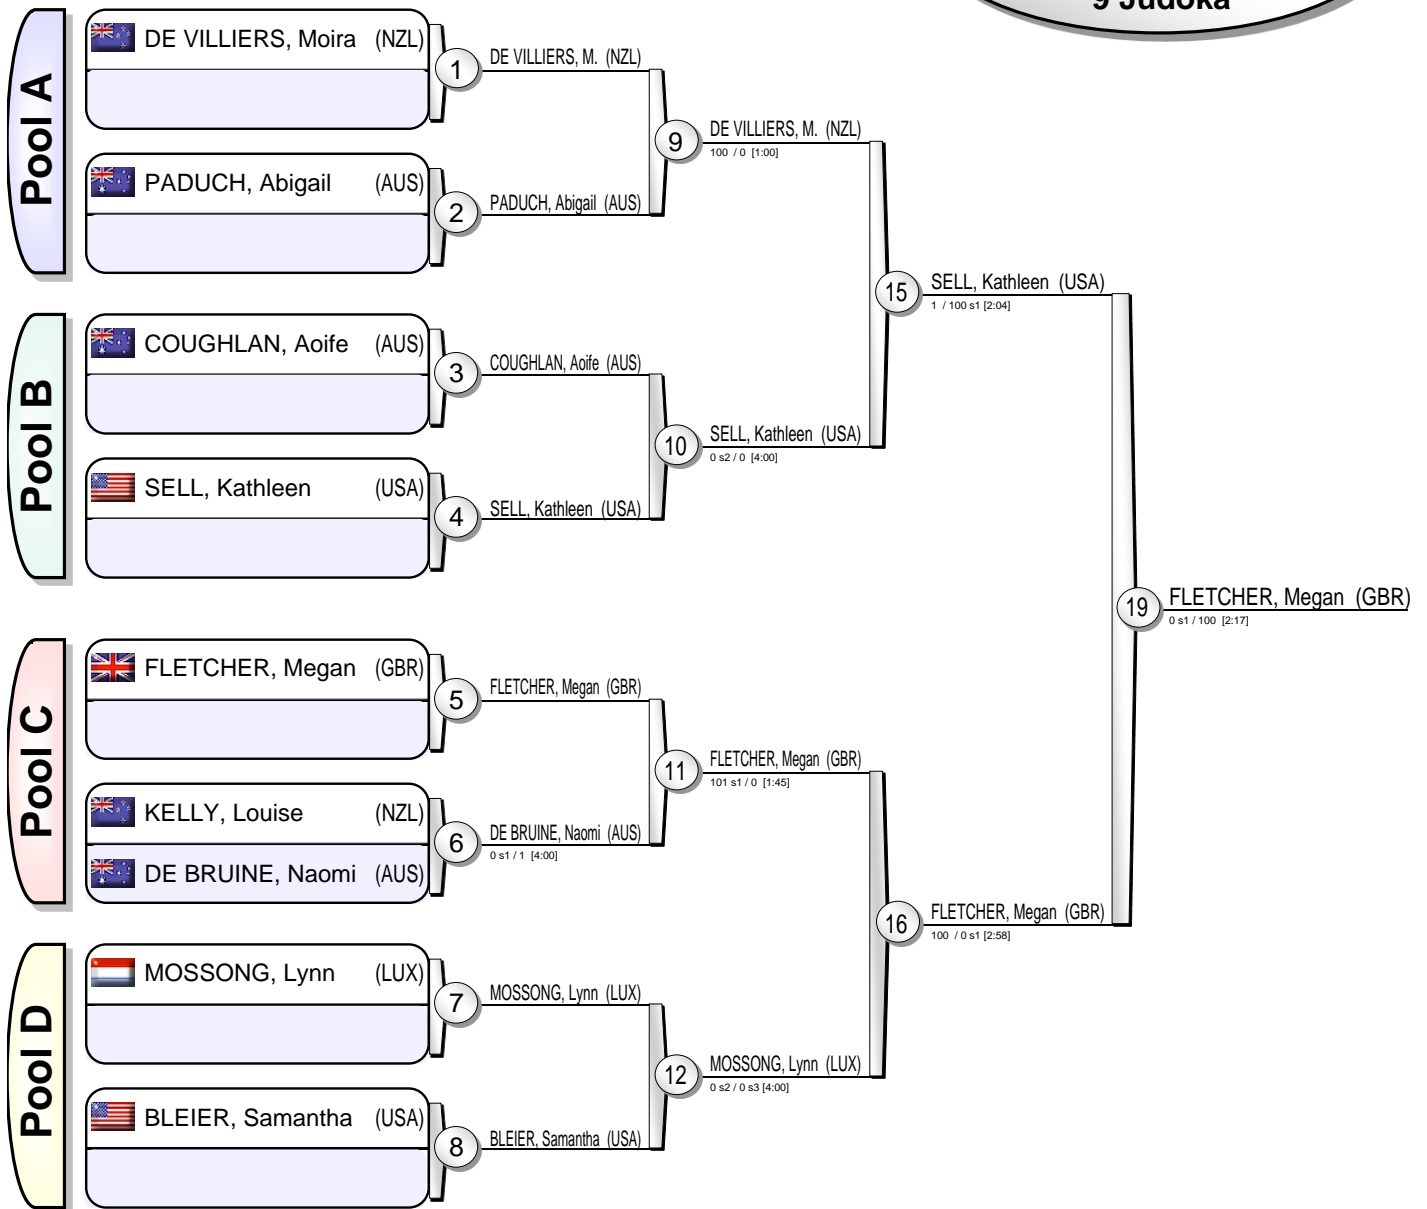 9 Judoka
Pool A
DE VILLIERS, Moira (NZL)
1
DE VILLIERS, M. (NZL)
PADUCH, Abigail (AUS)
2
PADUCH, Abigail (AUS)
9
DE VILLIERS, M. (NZL)
100 / 0 [1:00]
Pool B
COUGHLAN, Aoife (AUS)
3
COUGHLAN, Aoife (AUS)
SELL, Kathleen (USA)
4
SELL, Kathleen (USA)
10
SELL, Kathleen (USA)
0 s2 / 0 [4:00]
15
SELL, Kathleen (USA)
1 / 100 s1 [2:04]
Pool C
FLETCHER, Megan (GBR)
5
FLETCHER, Megan (GBR)
KELLY, Louise (NZL)
DE BRUINE, Naomi (AUS)
6
DE BRUINE, Naomi (AUS)
0 s1 / 1 [4:00]
11
FLETCHER, Megan (GBR)
101 s1 / 0 [1:45]
Pool D
MOSSONG, Lynn (LUX)
7
MOSSONG, Lynn (LUX)
BLEIER, Samantha (USA)
8
BLEIER, Samantha (USA)
12
MOSSONG, Lynn (LUX)
0 s2 / 0 s3 [4:00]
16
FLETCHER, Megan (GBR)
100 / 0 s1 [2:58]
19
FLETCHER, Megan (GBR)
0 s1 / 100 [2:17]